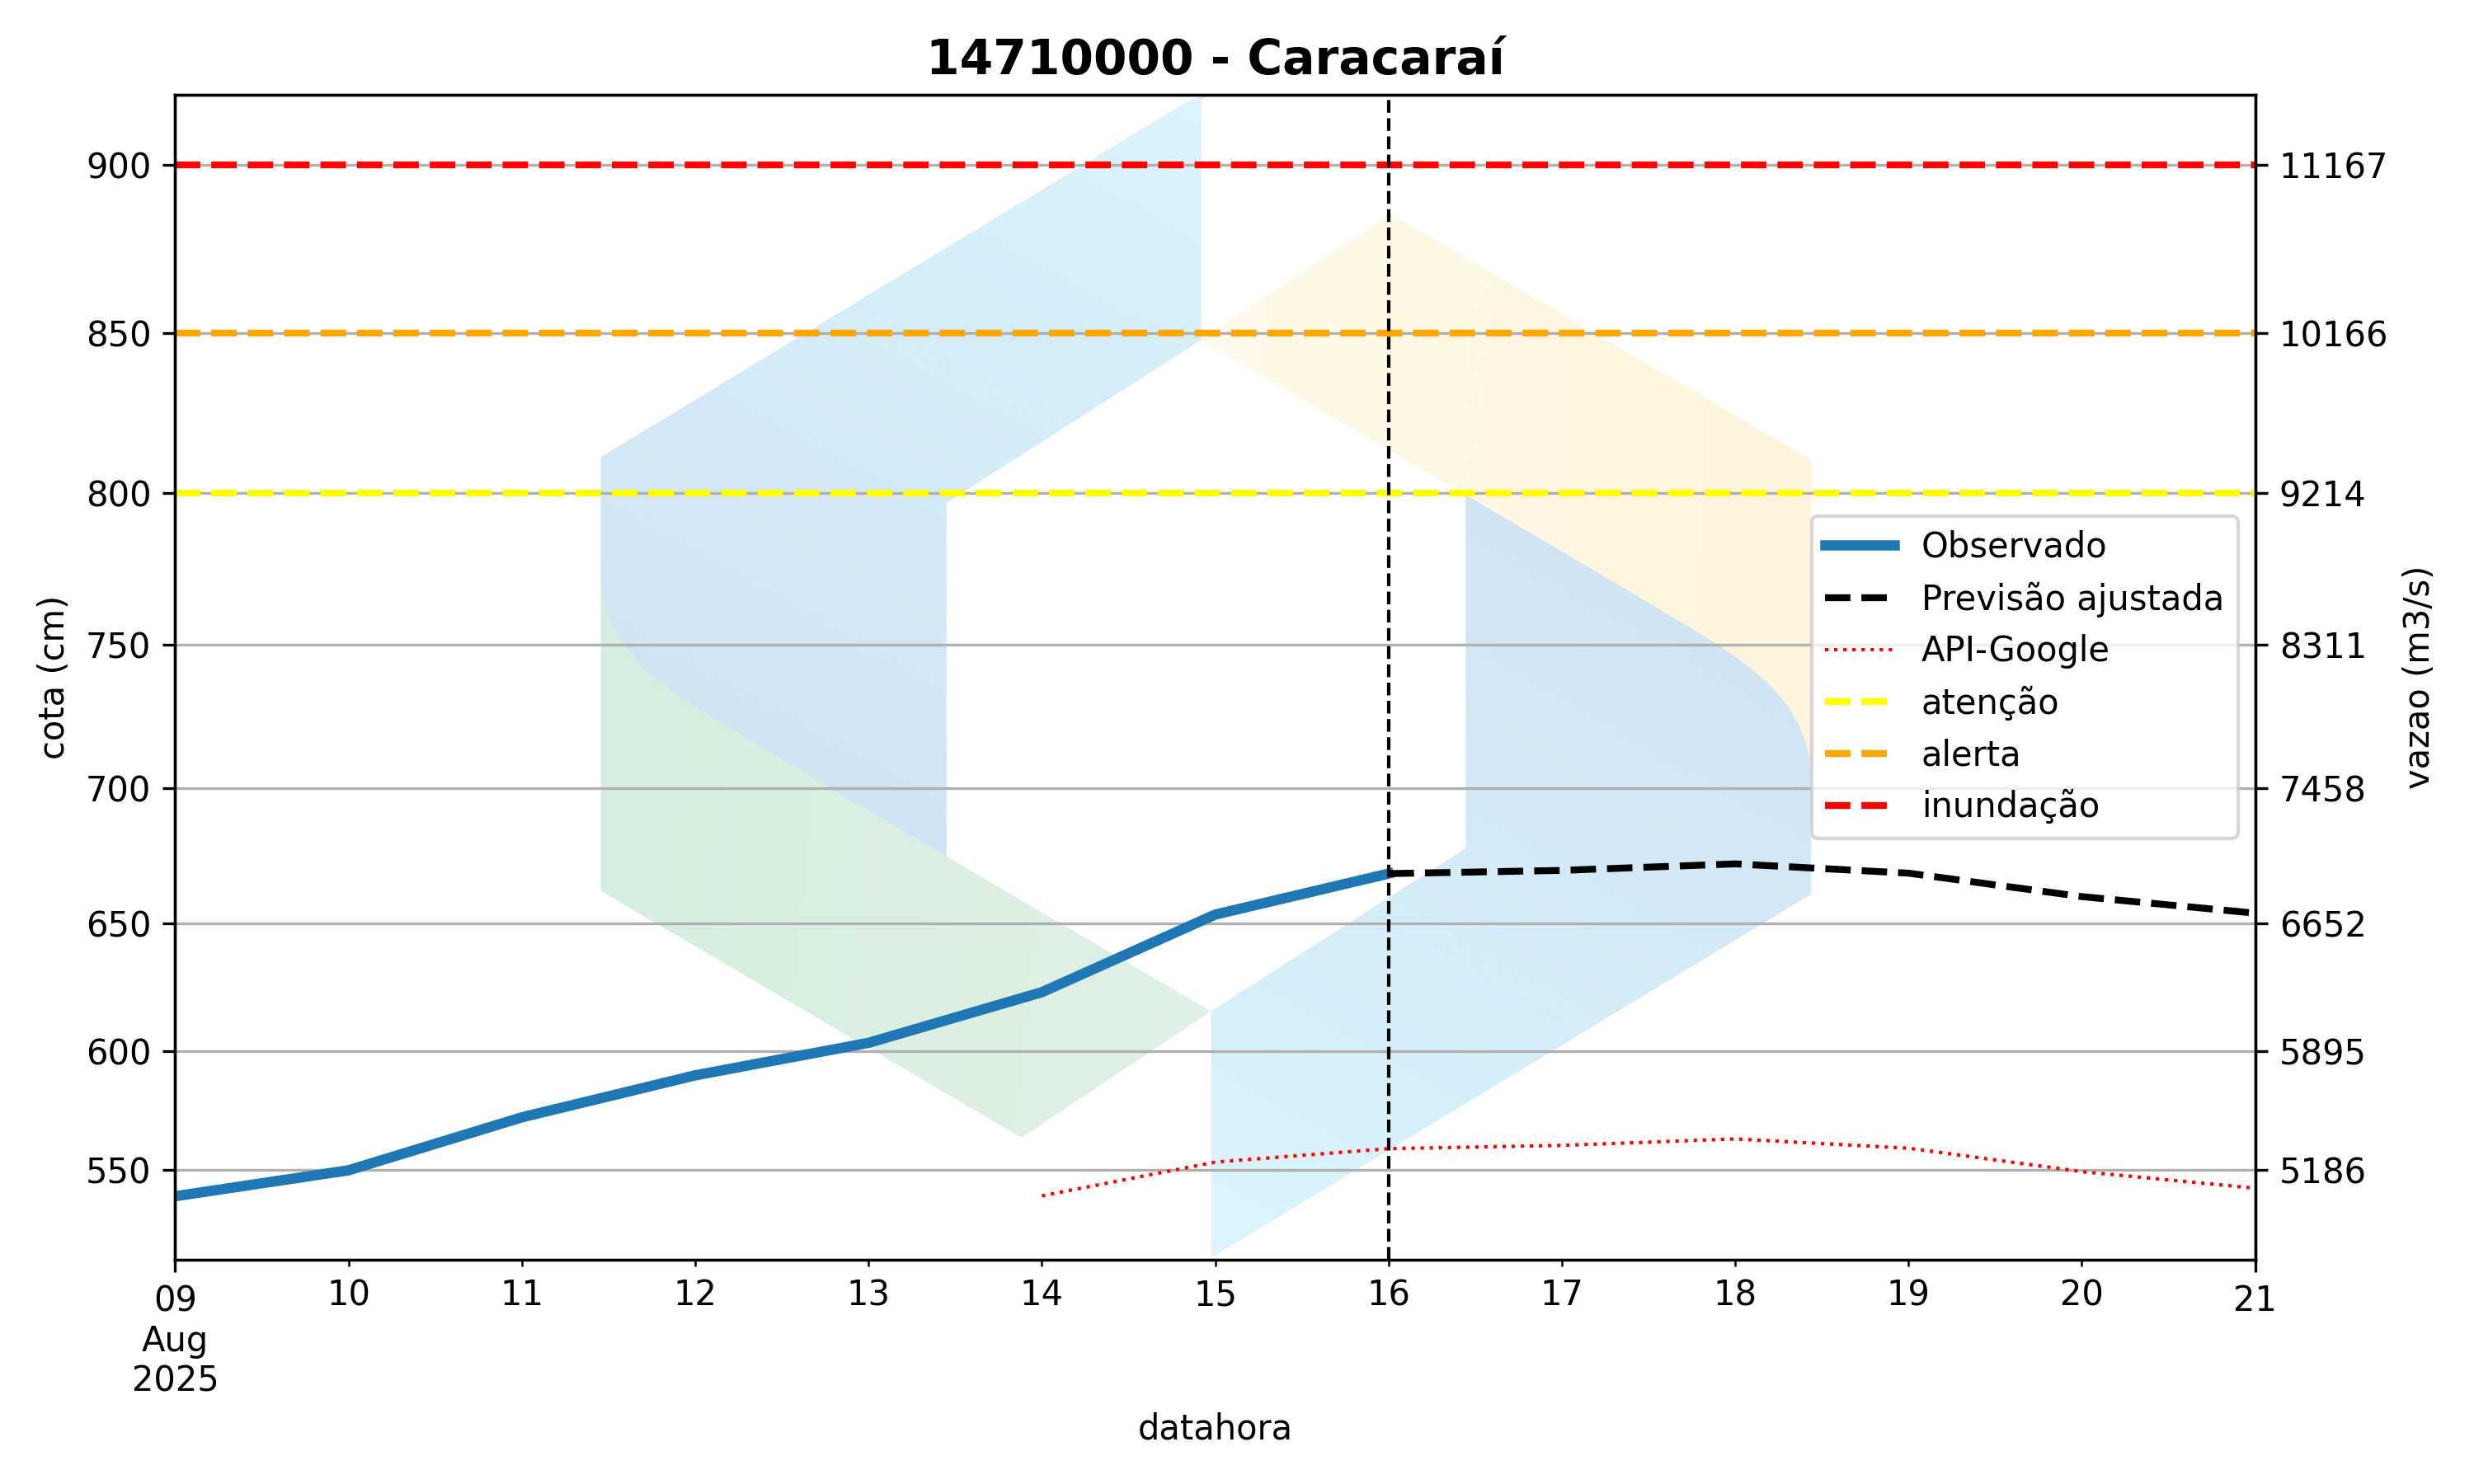 14710000 - Caracaraí
900
850
800
750
700
650
600
550
cota (cm)
11167
10166
9214
8311
7458
6652
5895
5186
vazao (m3/s)
Observado
Previsão ajustada
API-Google
atenção
alerta
inundação
09 10 11 12 13 14 15 16 17 18 19 20 21
Aug
2025
datahora